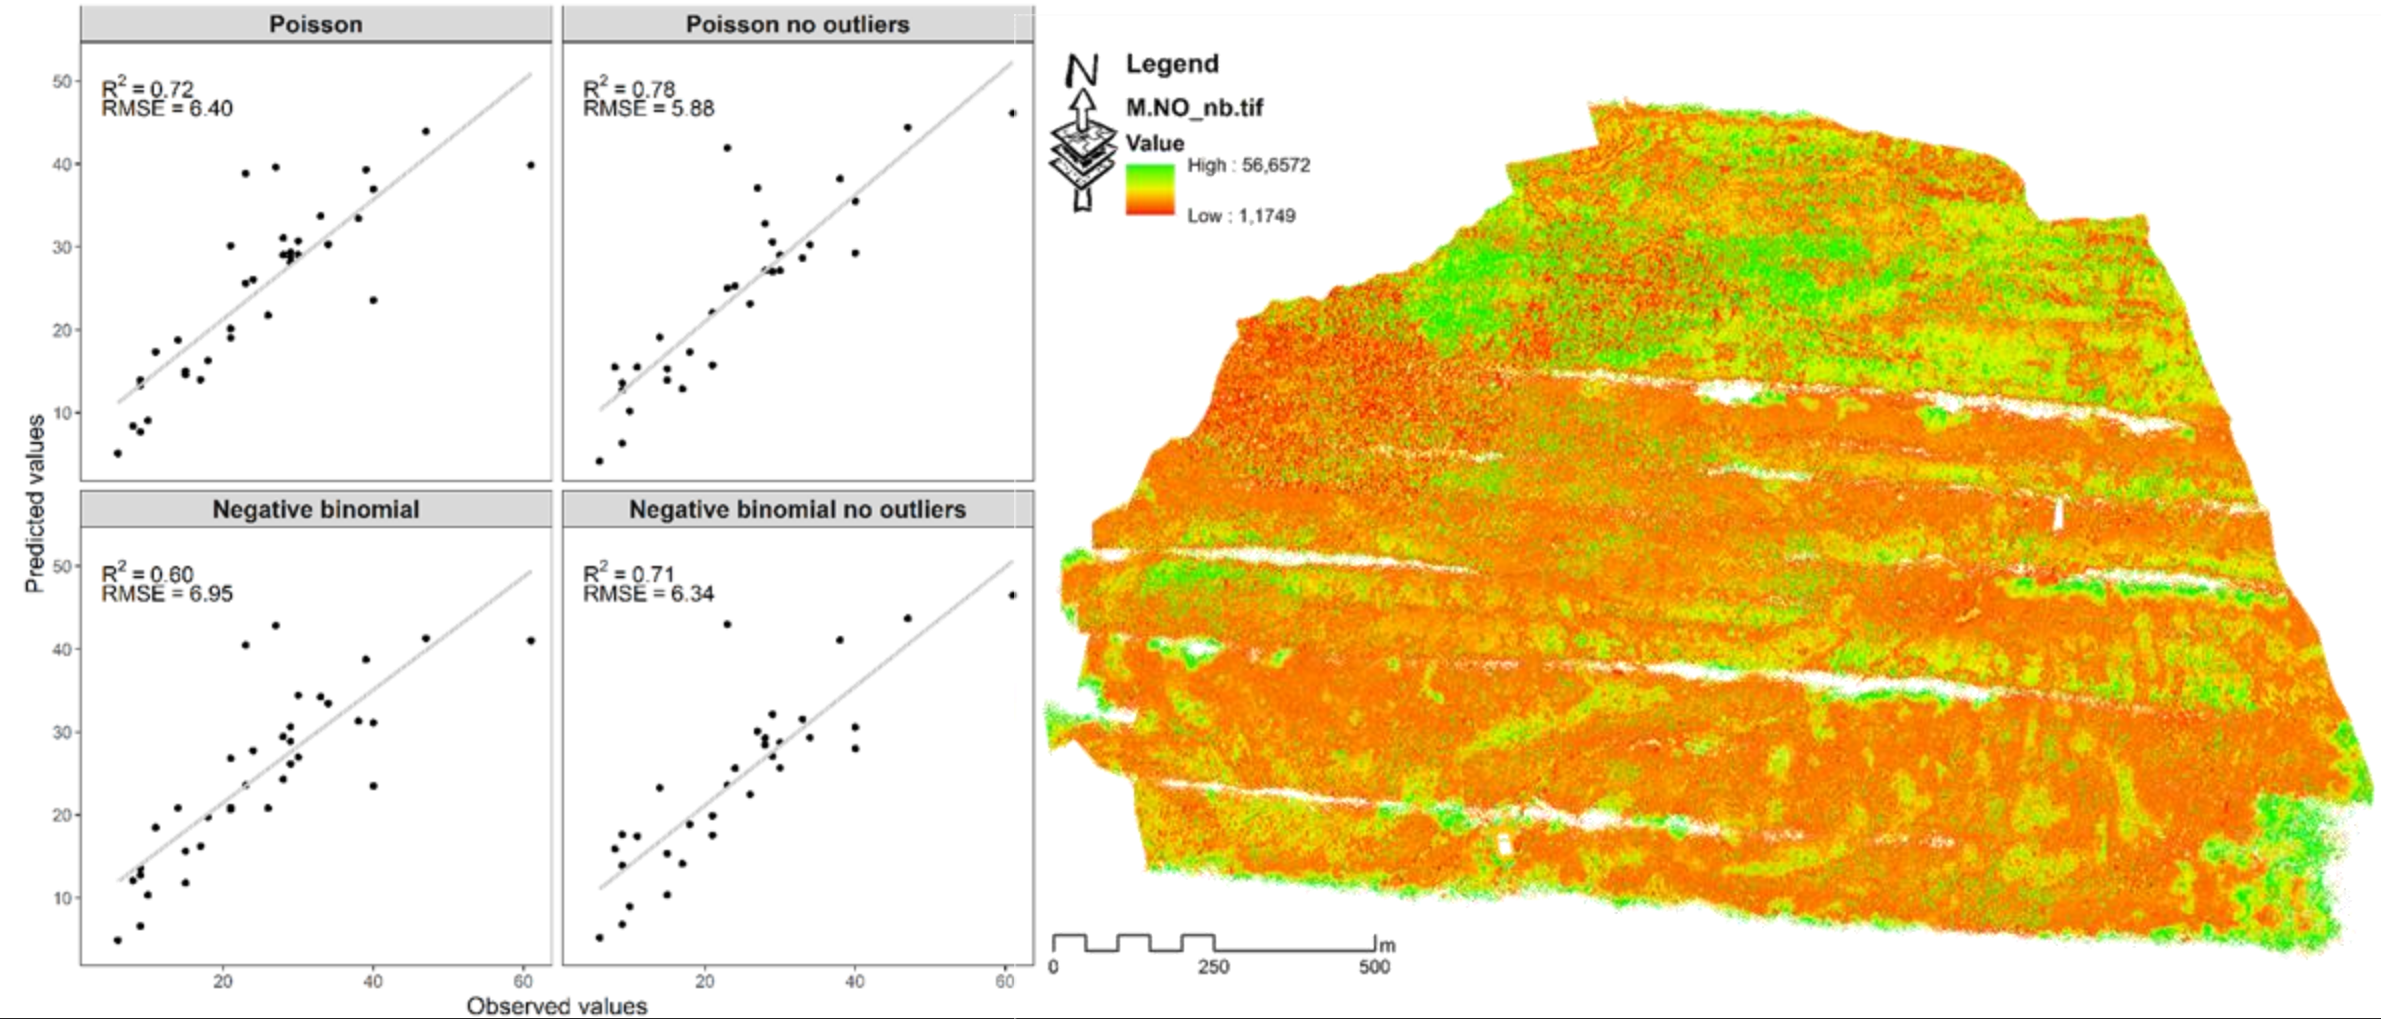 Poisson
Poisson no outliers
R2 = 0.72
RMSE = 6.40
R2 = 0.78
RMSE = 5.88
50
40
30
20
10
Negative binomial
Negative binomial no outliers
R2 = 0.60
RMSE = 6.95
R2 = 0.71
RMSE = 6.34
50
40
30
20
10
Predicted values
20
40
60
20
40
60
Observed values
N
Legend
M.NO_nb.tif
Value
High : 56,6572
Low : 1,1749
m
0
250
500